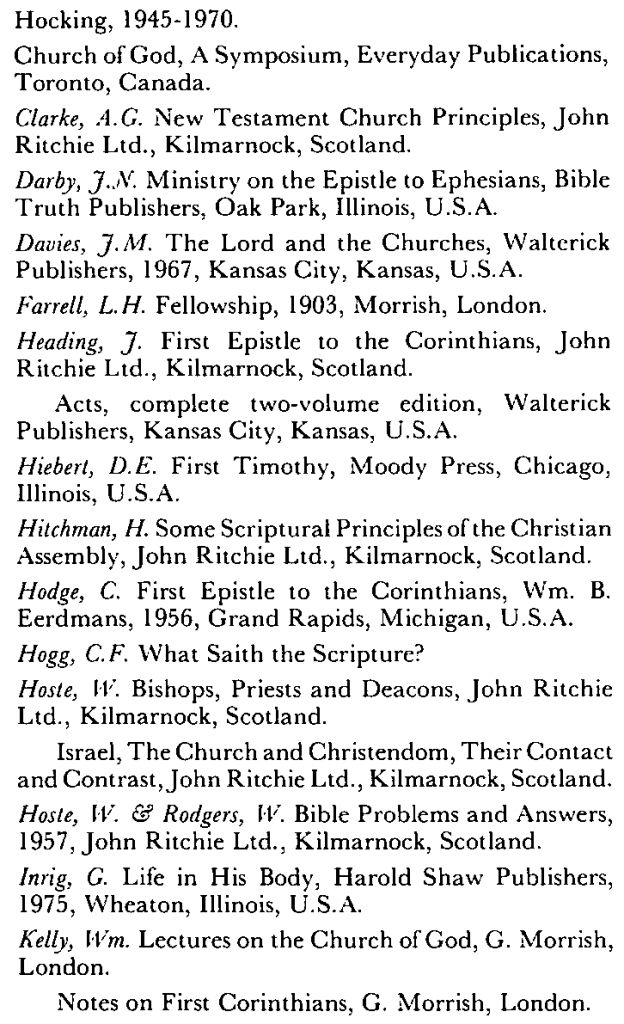 Hocking, 1945-1970.
Church of God, A Symposium, Everyday Publications,
Toronto, Canada.
Clarke, A.G. New Testament Church Principles, John
Ritchie Ltd., Kilmarnock, Scotland.
Darby, J.N. Ministry on the Epistle to Ephesians, Bible
Truth Publishers, Oak Park, Illinois, U.S.A.
Davies, J.M. The Lord and the Churches, Walterick
Publishers, 1967, Kansas City, Kansas, U.S.A.
Farrell, L.H. Fellowship, 1903, Morrish, London.
Heading, J. First Epistle to the Corinthians, John
Ritchie Ltd., Kilmarnock, Scotland.
Acts, complete two-volume edition, Walterick
Publishers, Kansas City, Kansas, U.S.A.
Hiebert, D.E. First Timothy, Moody Press, Chicago,
Illinois, U.S.A.
Hitchman, H. Some Scriptural Principles of the Christian
Assembly, John Ritchie Ltd., Kilmarnock, Scotland.
Hodge, C. First Epistle to the Corinthians, Wm. B.
Eerdmans, 1956, Grand Rapids, Michigan, U.S.A.
Hogg, C.F. What Saith the Scripture?
Hoste, W. Bishops, Priests and Deacons, John Ritchie
Ltd., Kilmarnock, Scotland.
Israel, The Church and Christendom, Their Contact
and Contrast, John Ritchie Ltd., Kilmarnock, Scotland.
Hoste, W. & Rodgers, W. Bible Problems and Answers,
1957, John Ritchie Ltd., Kilmarnock, Scotland.
Inrig, G. Life in His Body, Harold Shaw Publishers,
1975, Wheaton, Illinois, U.S.A.
Kelly, Wm. Lectures on the Church of God, G. Morrish,
London.
Notes on First Corinthians, G. Morrish, London.